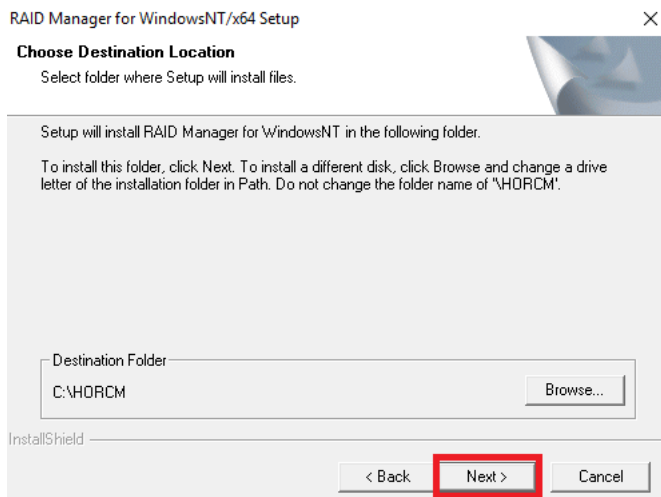 RAID Manager for WindowsNT/x64 Setup
Choose Destination Location
Select folder where Setup will install files.
Setup will install RAID Manager for WindowsNT in the following folder.
To install this folder, click Next. To install a different disk, click Browse and change a drive
letter of the installation folder in Path. Do not change the folder name of '\HORCM'.
Destination Folder
C:\HORCM
Browse...
InstallShield
< Back
Next >
Cancel